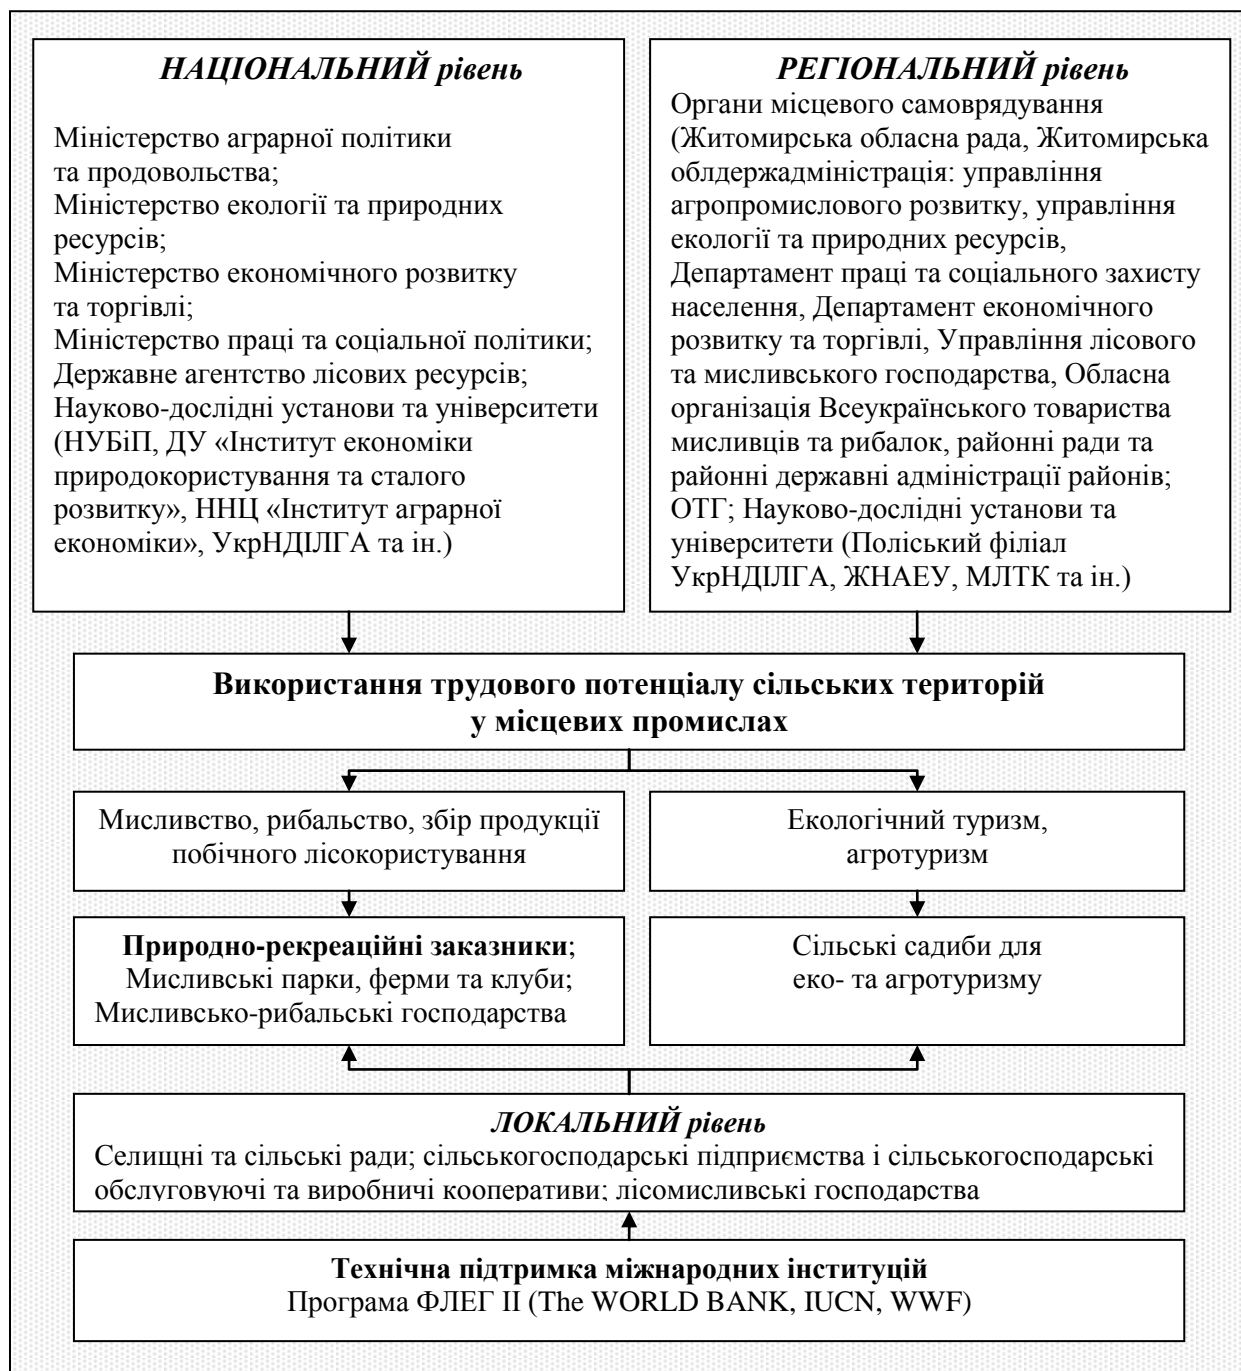 НАЦІОНАЛЬНИЙ рівень
Міністерство аграрної політики
та продовольства;
Міністерство екології та природних
ресурсів;
Міністерство економічного розвитку
та торгівлі;
Міністерство праці та соціальної політики;
Державне агентство лісових ресурсів;
Науково-дослідні установи та університети
(НУБіП, ДУ «Інститут економіки
природокористування та сталого
розвитку», ННЦ «Інститут аграрної
економіки», УкрНДІЛГА та ін.)
РЕГІОНАЛЬНИЙ рівень
Органи місцевого самоврядування
(Житомирська обласна рада, Житомирська
облдержадміністрація: управління
агропромислового розвитку, управління
екології та природних ресурсів,
Департамент праці та соціального захисту
населення, Департамент економічного
розвитку та торгівлі, Управління лісового
та мисливського господарства, Обласна
організація Всеукраїнського товариства
мисливців та рибалок, районні ради та
районні державні адміністрації районів;
ОТГ; Науково-дослідні установи та
університети (Поліський філіал
УкрНДІЛГА, ЖНАЕУ, МЛТК та ін.)
Використання трудового потенціалу сільських територій
у місцевих промислах
Мисливство, рибальство, збір продукції
побічного лісокористування
Екологічний туризм,
агротуризм
Природно-рекреаційні заказники;
Мисливські парки, ферми та клуби;
Мисливсько-рибальські господарства
Сільські садиби для
еко- та агротуризму
ЛОКАЛЬНИЙ рівень
Селищні та сільські ради; сільськогосподарські підприємства і сільськогосподарські
обслуговуючі та виробничі кооперативи; лісомисливські господарства
Технічна підтримка міжнародних інституцій
Програма ФЛЕГ ІІ (The WORLD BANK, IUCN, WWF)